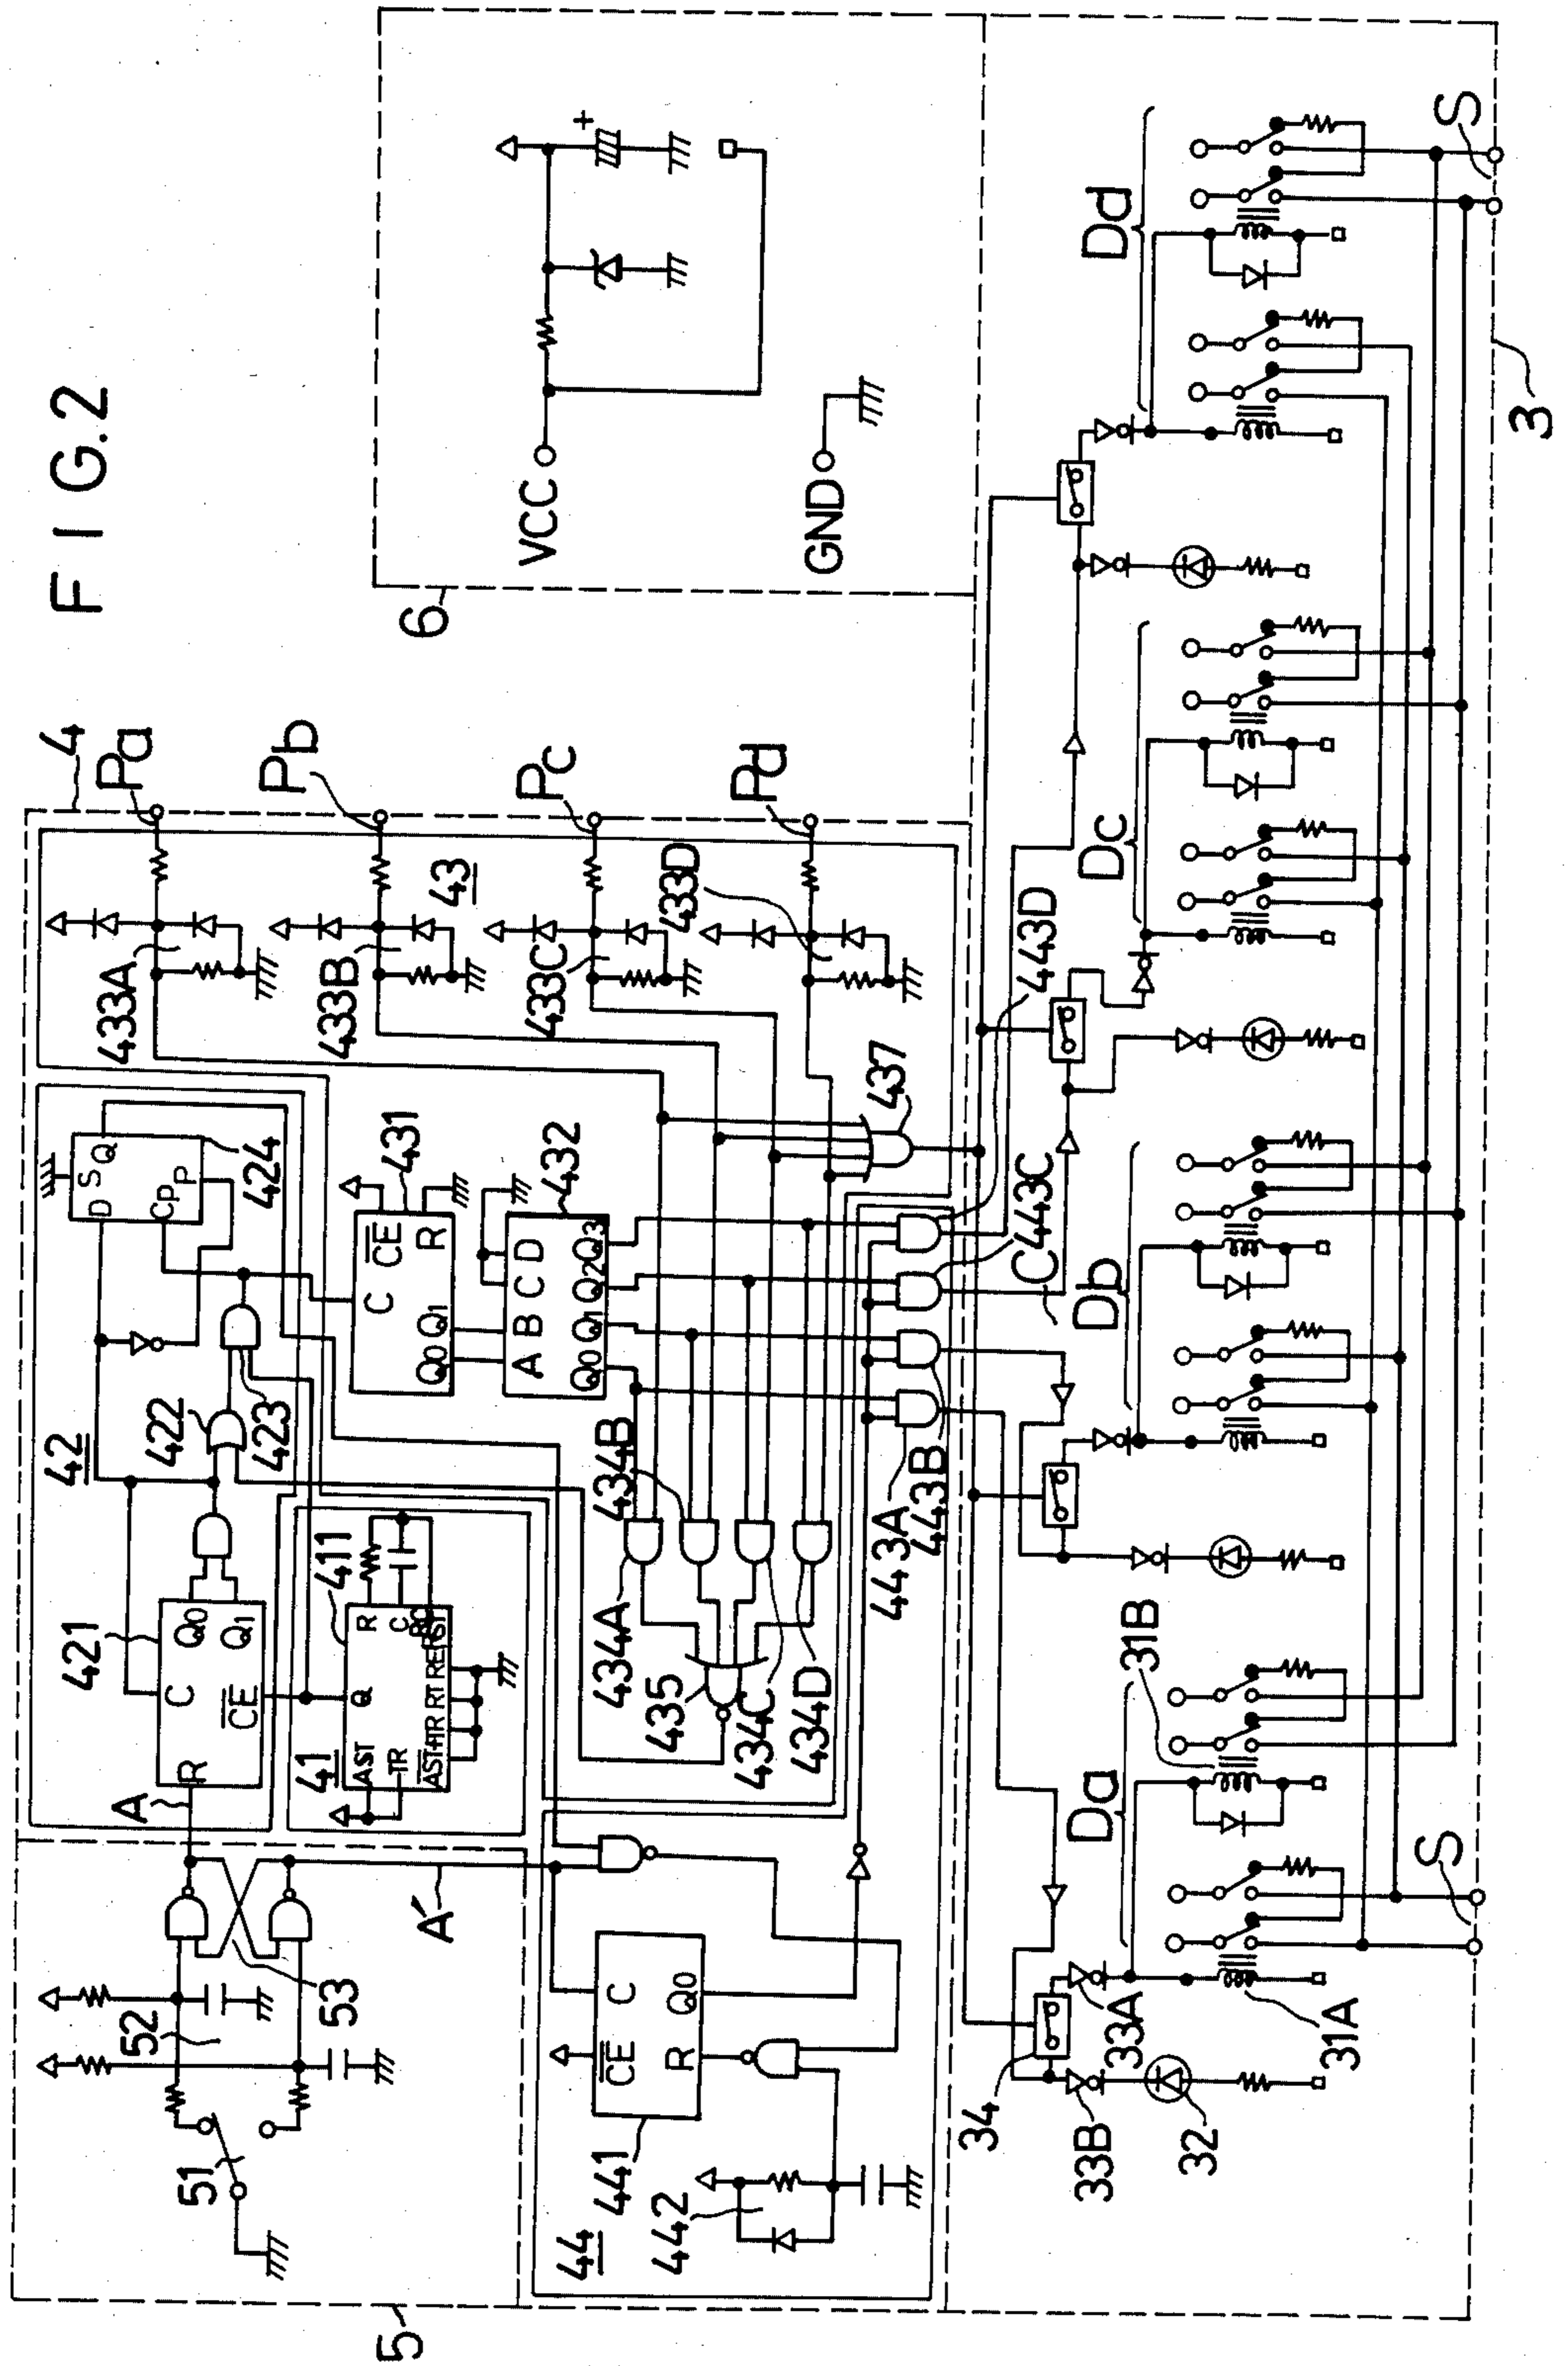 FIG.2
VCC
GND
6
4
Pa
Pb
Pc
Pd
433A
433B
433C
433D
43
42
421
C
Q0
Q1
CE
R
A
422
423
424
D
S
Q
CP
P
41
411
Q
R
C
AST
TR
AST
+TR
RT
431
C
CE
R
Q0
Q1
432
A
B
C
D
Q0
Q1
Q2
Q3
434A
434B
434C
434D
435
437
443A
443B
443C
443D
C
5
51
52
53
A'
44
441
CE
C
R
Q0
442
3
34
33A
33B
32
31A
31B
Da
Db
Dc
Dd
S
S